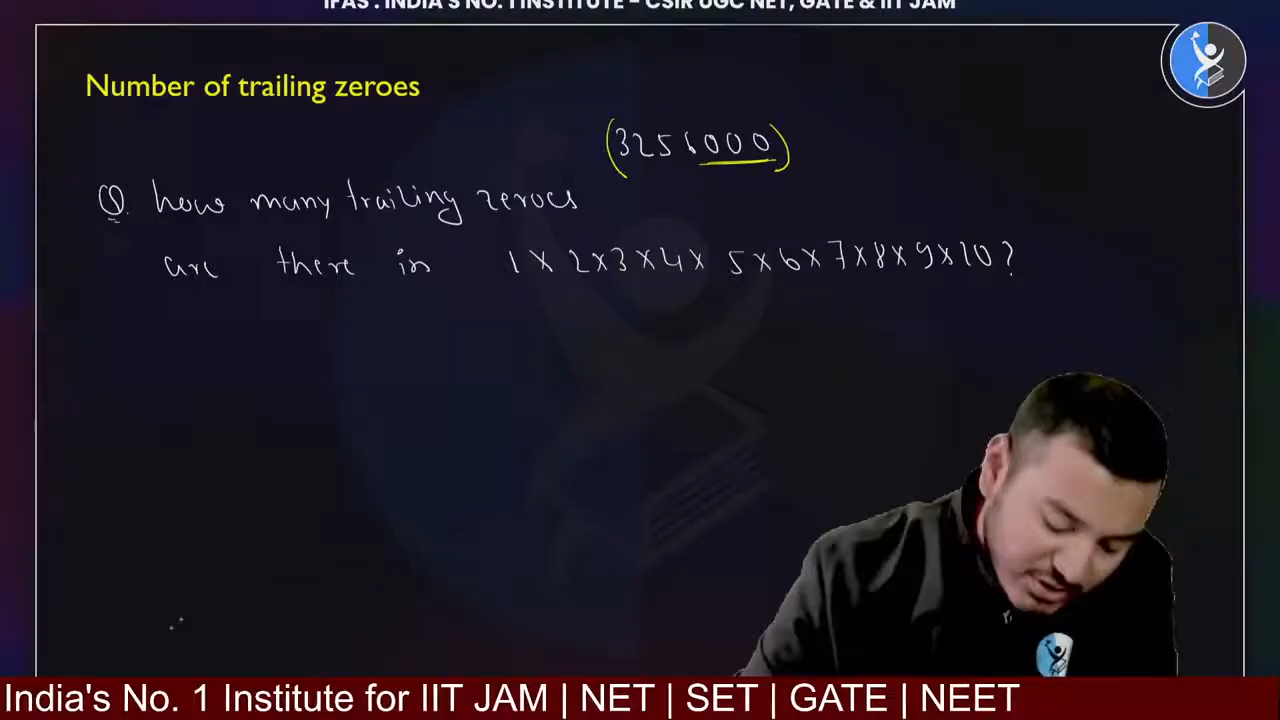 IFAS : INDIA'S NO. 1 INSTITUTE - CSIR UGC NET, GATE & IIT JAM
Number of trailing zeroes
(3256000)
Q. how many trailing zeroes
are there in 1 x 2 x 3 x 4 x 5 x 6 x 7 x 8 x 9 x 10 ?
India's No. 1 Institute for IIT JAM | NET | SET | GATE | NEET